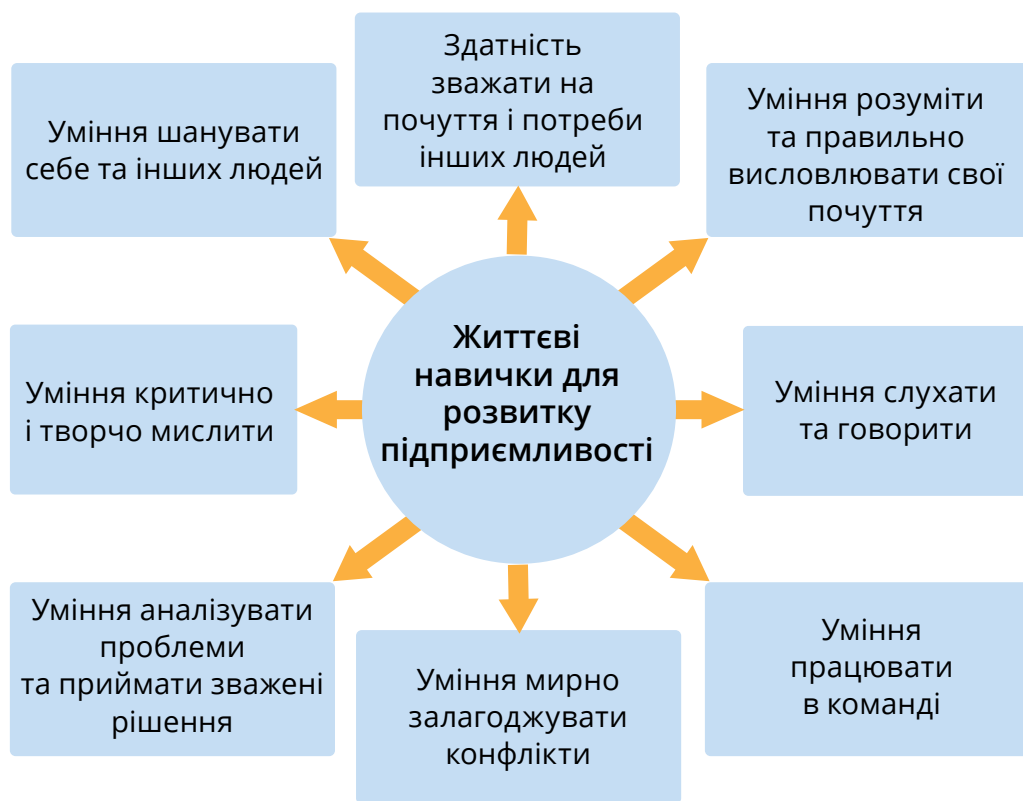 Уміння шанувати
себе та інших людей
Здатність
зважати на
почуття і потреби
інших людей
Уміння розуміти
та правильно
висловлювати свої
почуття
Уміння критично
і творчо мислити
Життєві
навички для
розвитку
підприємливості
Уміння слухати
та говорити
Уміння аналізувати
проблеми
та приймати зважені
рішення
Уміння мирно
залагоджувати
конфлікти
Уміння
працювати
в команді